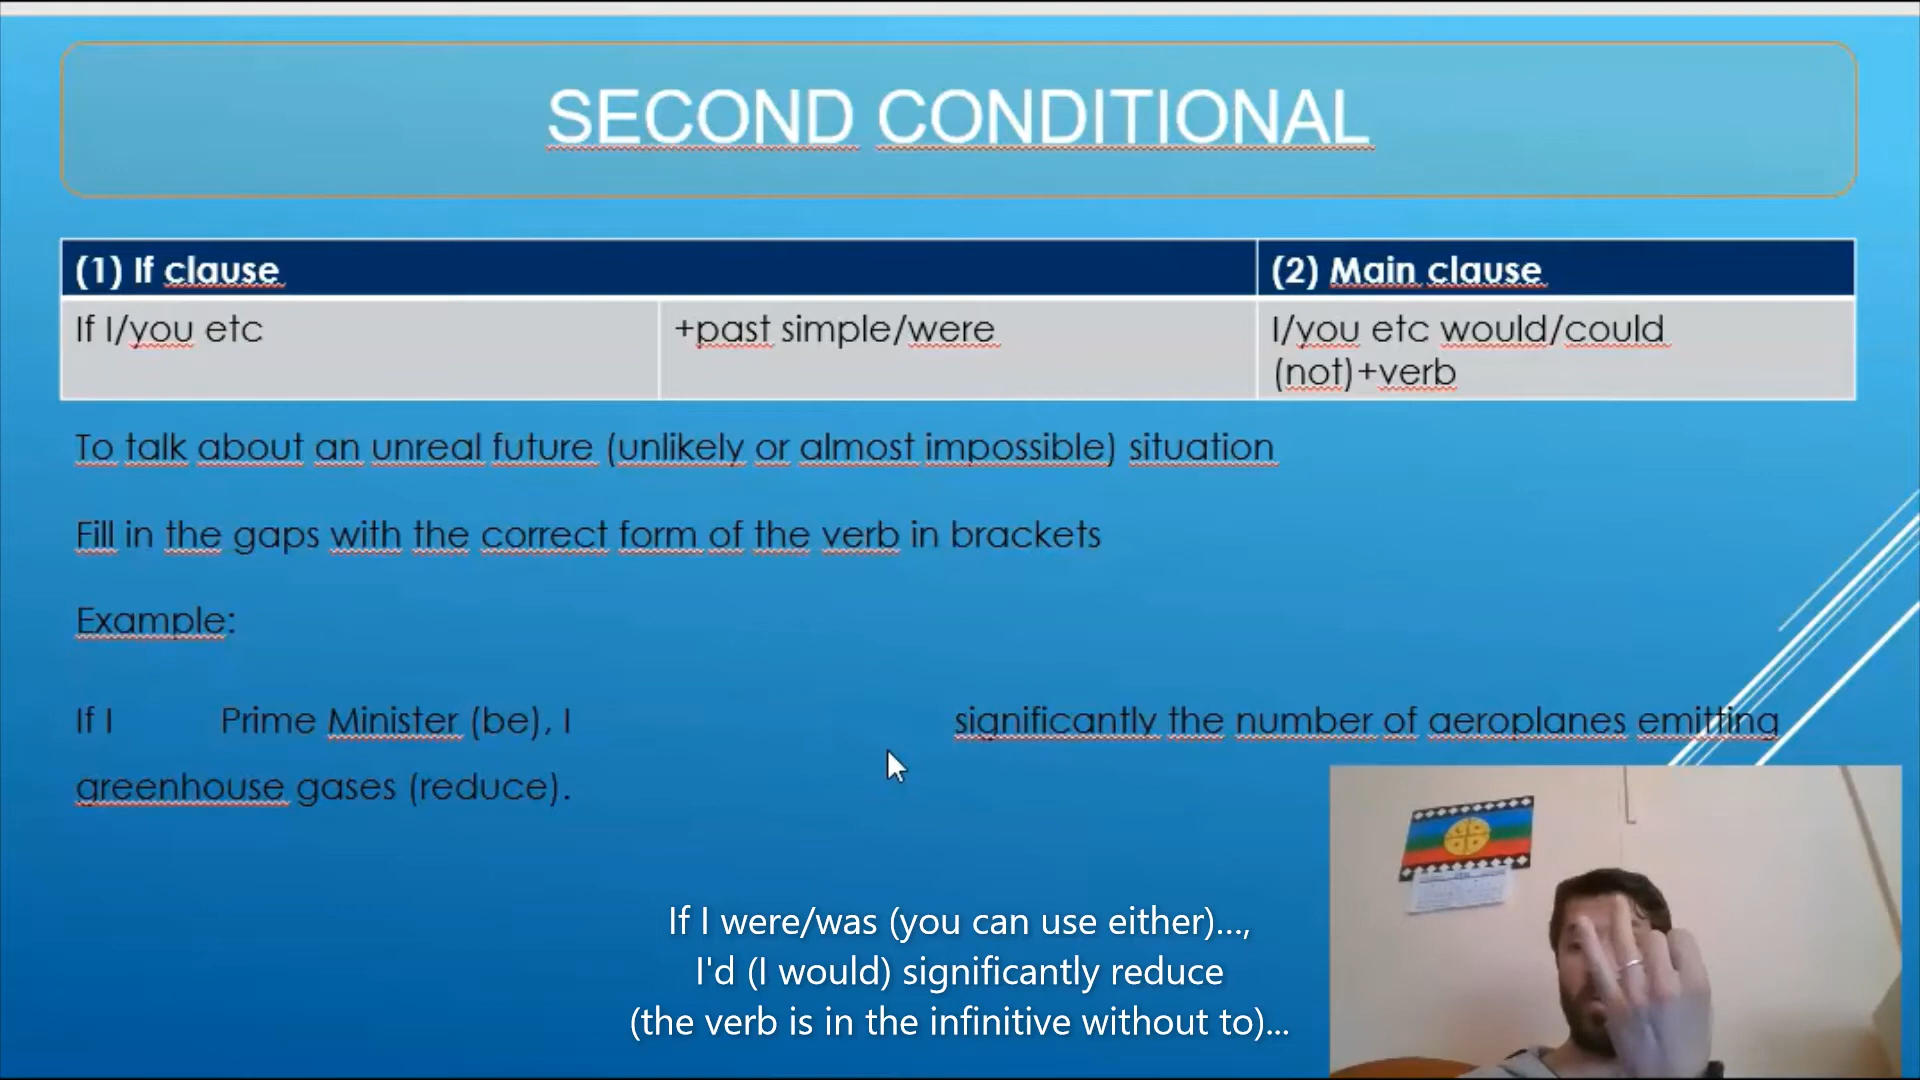 SECOND CONDITIONAL
(1) If clause
(2) Main clause
If I/you etc
+past simple/were
I/you etc would/could
(not)+verb
To talk about an unreal future (unlikely or almost impossible) situation
Fill in the gaps with the correct form of the verb in brackets
Example:
If I Prime Minister (be), I significantly the number of aeroplanes emitting
greenhouse gases (reduce).
If I were/was (you can use either)...,
I'd (I would) significantly reduce
(the verb is in the infinitive without to)...